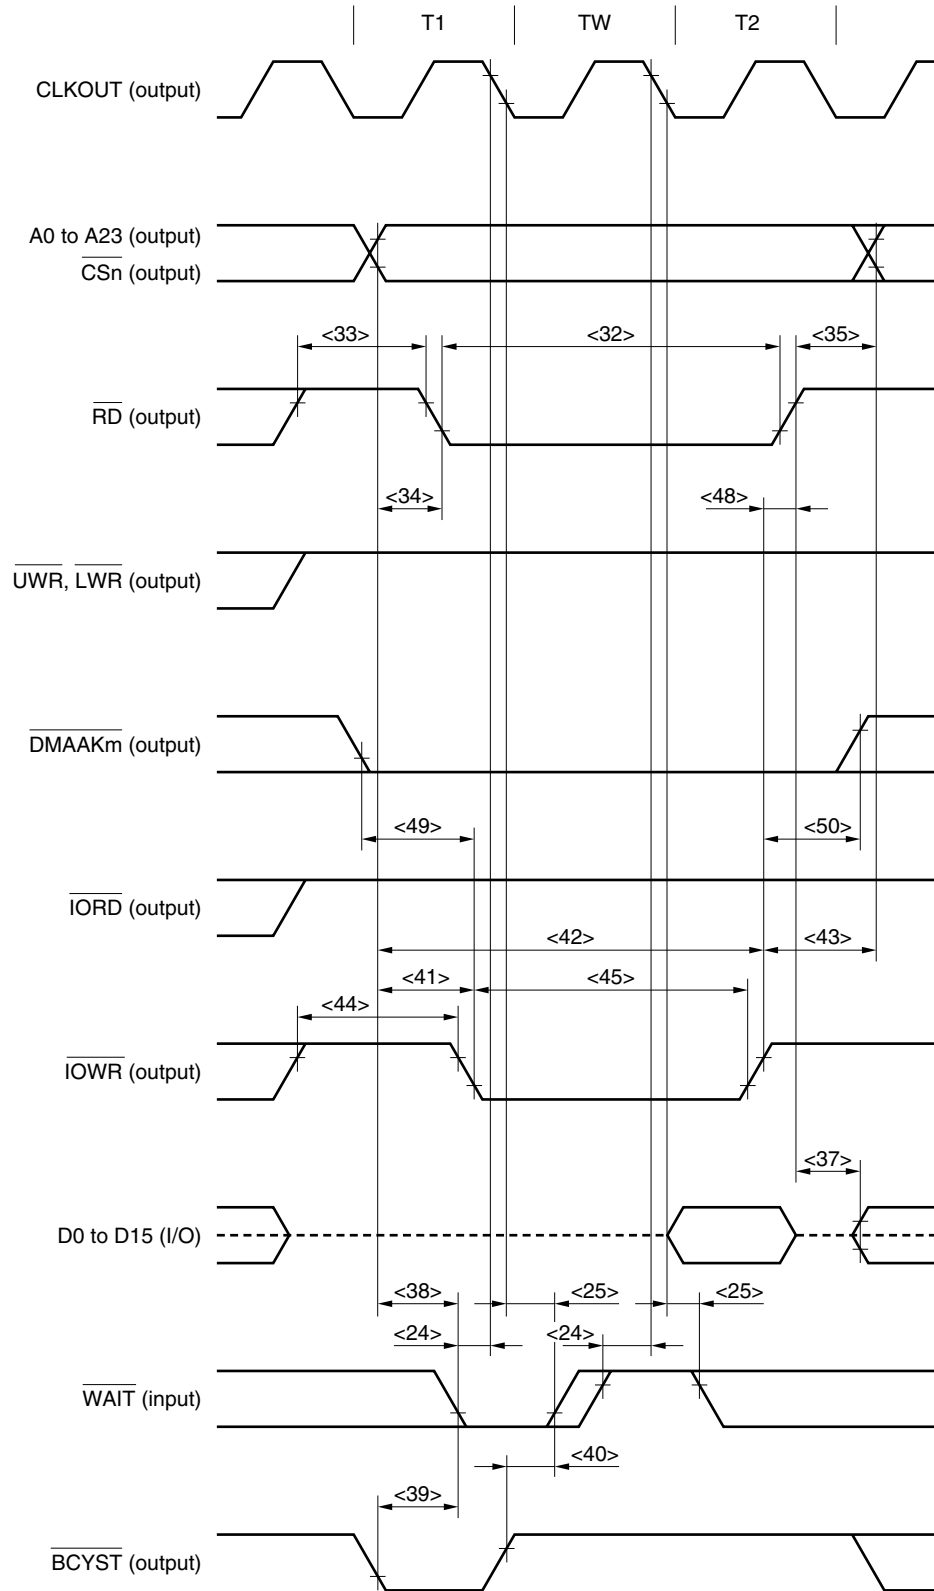 T1 TW T2
CLKOUT (output)
A0 to A23 (output)
CSn (output)
<33> <32> <35>
RD (output)
<34> <48>
UWR, LWR (output)
DMAAKm (output)
<49> <50>
IORD (output)
<42> <43>
<41> <45>
<44>
IOWR (output)
<37>
D0 to D15 (I/O)
<38> <25> <25>
<24> <24>
WAIT (input)
<40>
<39>
BCYST (output)